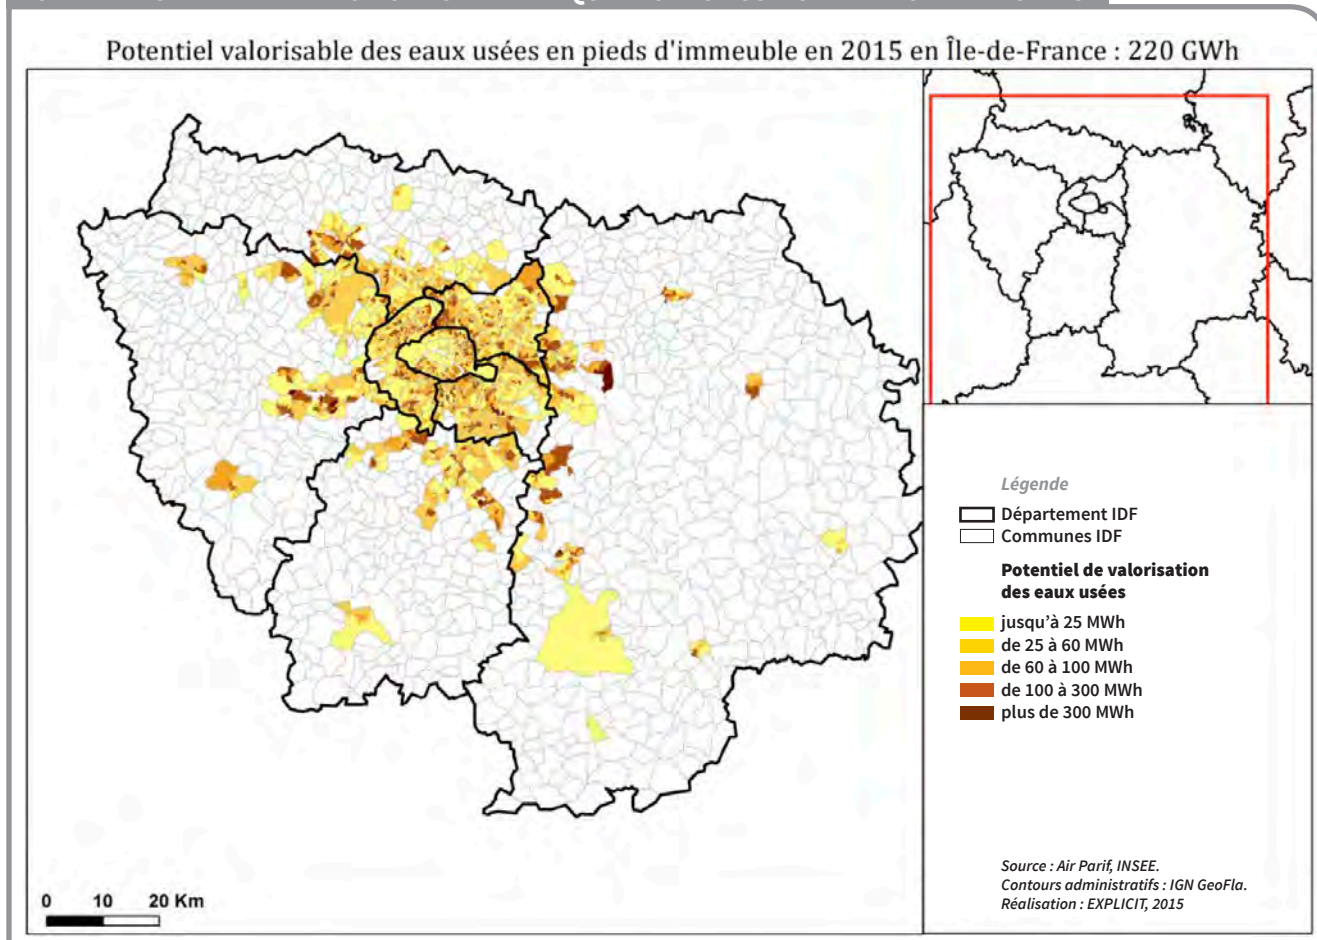 Potentiel valorisable des eaux usées en pieds d'immeuble en 2015 en Île-de-France : 220 GWh
Légende
Département IDF
Communes IDF
Potentiel de valorisation
des eaux usées
jusqu'à 25 MWh
de 25 à 60 MWh
de 60 à 100 MWh
de 100 à 300 MWh
plus de 300 MWh
Source : Air Parif, INSEE.
Contours administratifs : IGN GeoFla.
Réalisation : EXPLICIT, 2015
0 10 20 Km